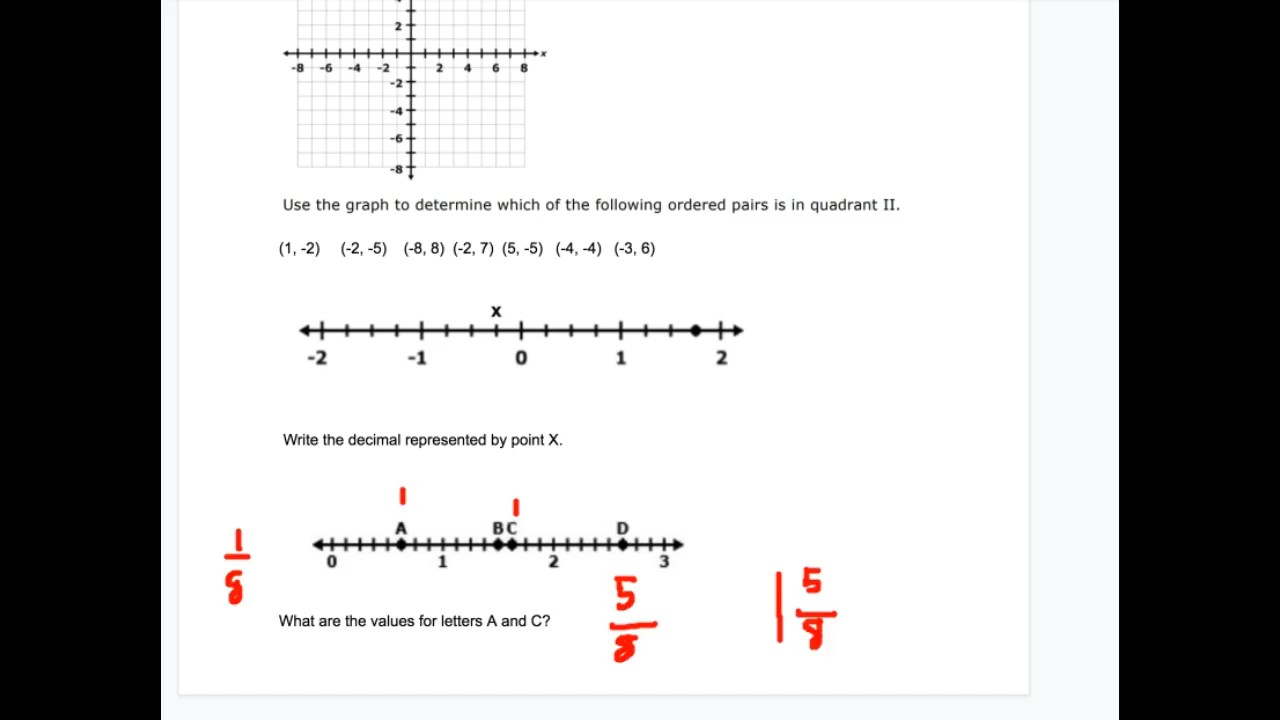 2
x
-8 -6 -4 -2 2 4 6 8
-2
-4
-6
-8
Use the graph to determine which of the following ordered pairs is in quadrant II.
(1, -2) (-2, -5) (-8, 8) (-2, 7) (5, -5) (-4, -4) (-3, 6)
X
-2 -1 0 1 2
Write the decimal represented by point X.
1 1
A B C D
0 1 2 3
1/8
5/8
1 5/8
What are the values for letters A and C?